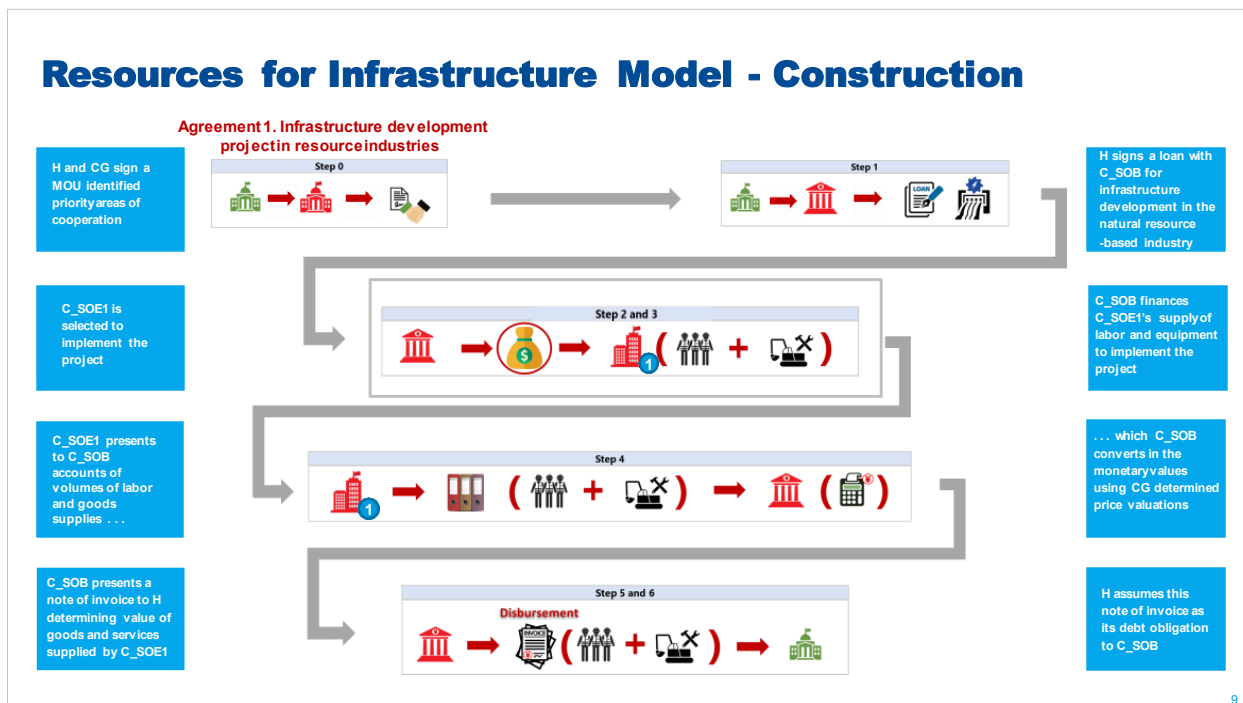 Resources for Infrastructure Model - Construction
Agreement 1. Infrastructure development
project in resource industries
H and CG sign a
MOU identified
priority areas of
cooperation
Step 0
Step 1
LOAN
H signs a loan with
C_SOB for
infrastructure
development in the
natural resource
-based industry
C_SOE1 is
selected to
implement the
project
Step 2 and 3
$
1
( + )
C_SOB finances
C_SOE1's supply of
labor and equipment
to implement the
project
C_SOE1 presents
to C_SOB
accounts of
volumes of labor
and goods
supplies . . .
Step 4
1
( + )
( ¥ )
. . . which C_SOB
converts in the
monetary values
using CG determined
price valuations
C_SOB presents a
note of invoice to H
determining value of
goods and services
supplied by C_SOE1
Step 5 and 6
Disbursement
INVOICE
( + )
H assumes this
note of invoice as
its debt obligation
to C_SOB
9